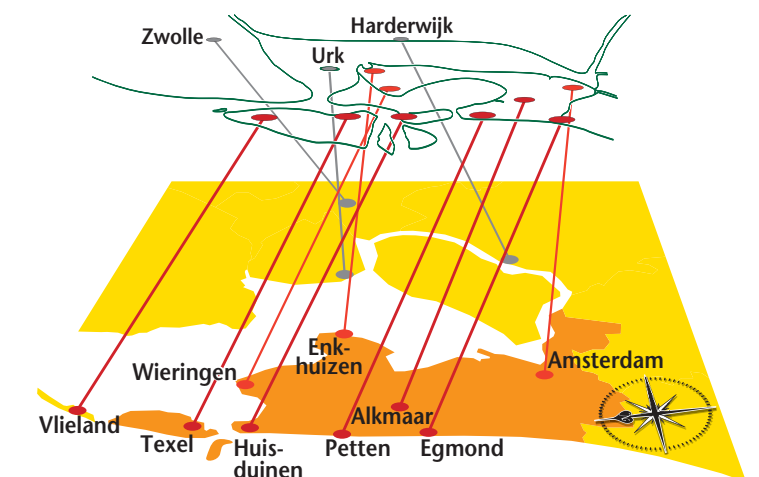 Harderwijk
Zwolle
Urk
Enk-
huizen
Wieringen
Amsterdam
Alkmaar
Vlieland
Texel
Huis-
duinen
Petten
Egmond